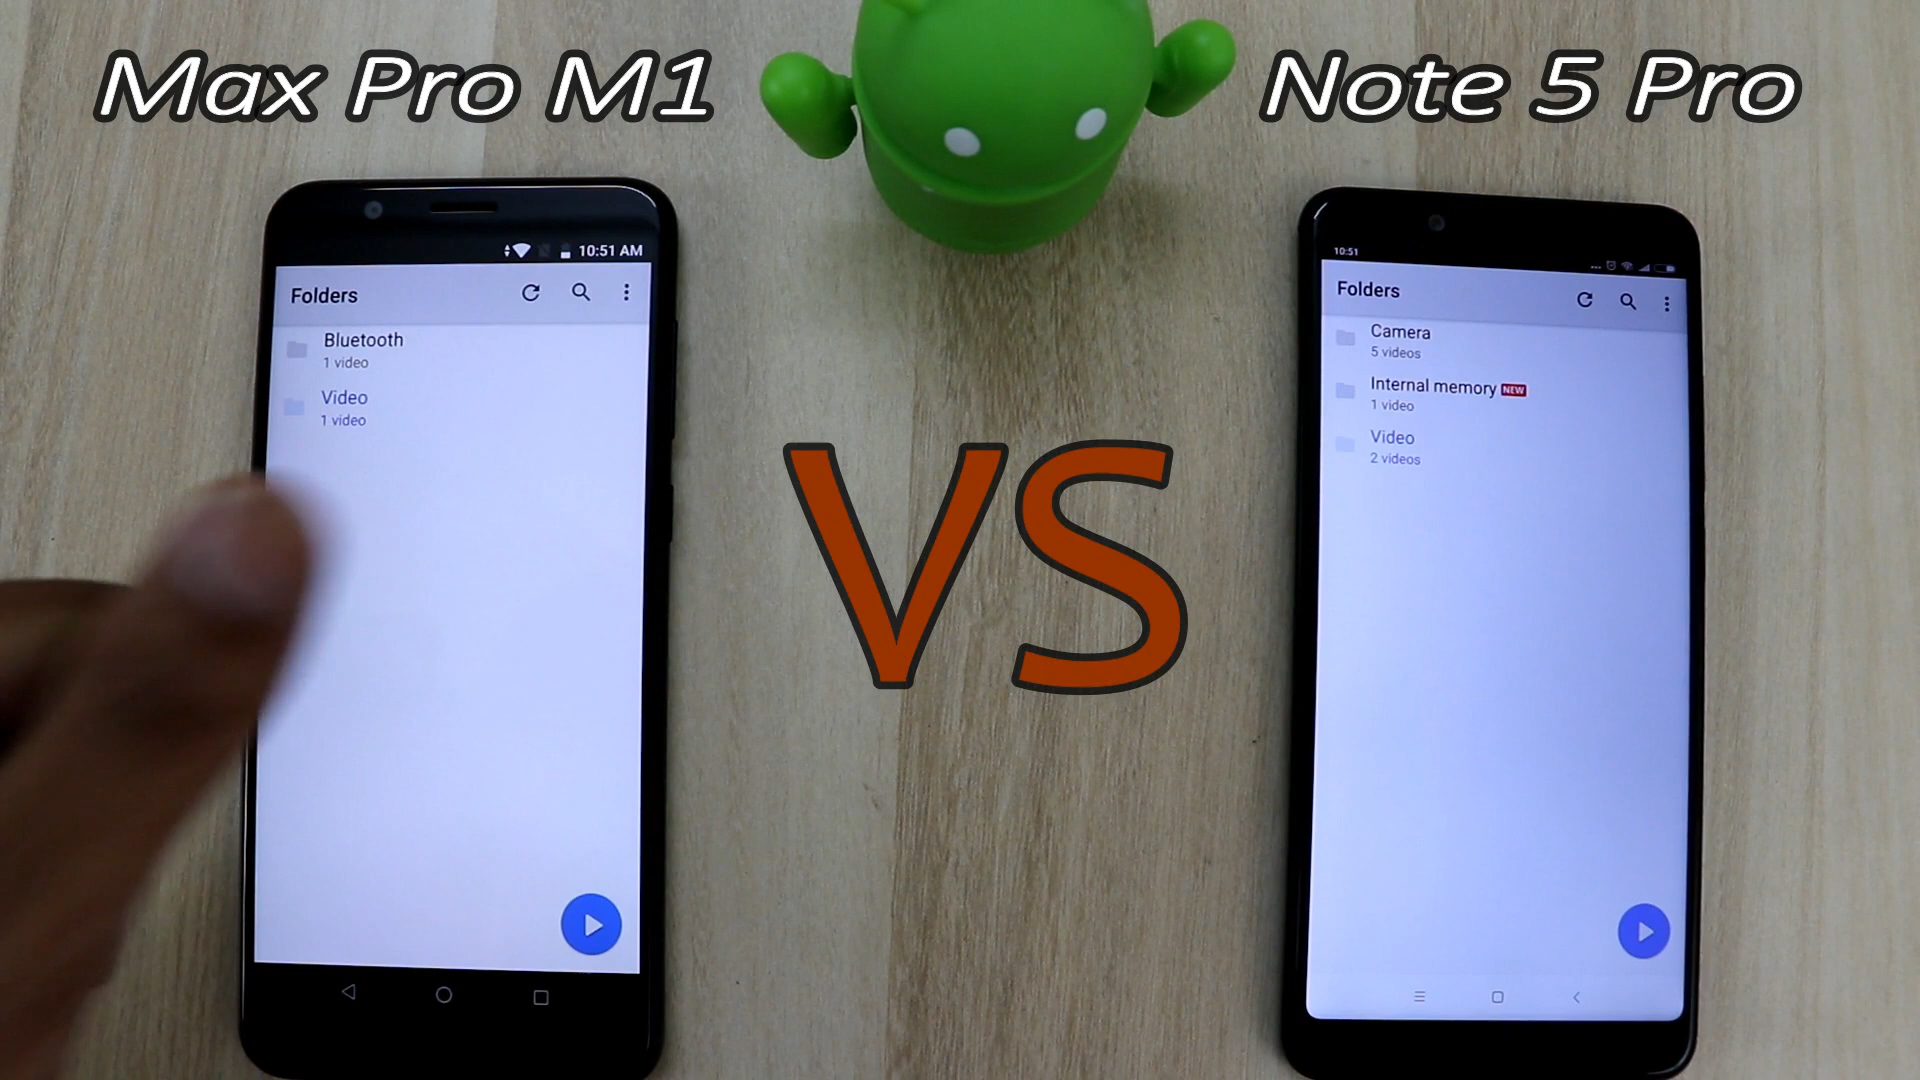 Max Pro M1
Note 5 Pro
VS
10:51 AM
Folders
Bluetooth
1 video
Video
1 video
10:51
Folders
Camera
5 videos
Internal memory NEW
1 video
Video
2 videos